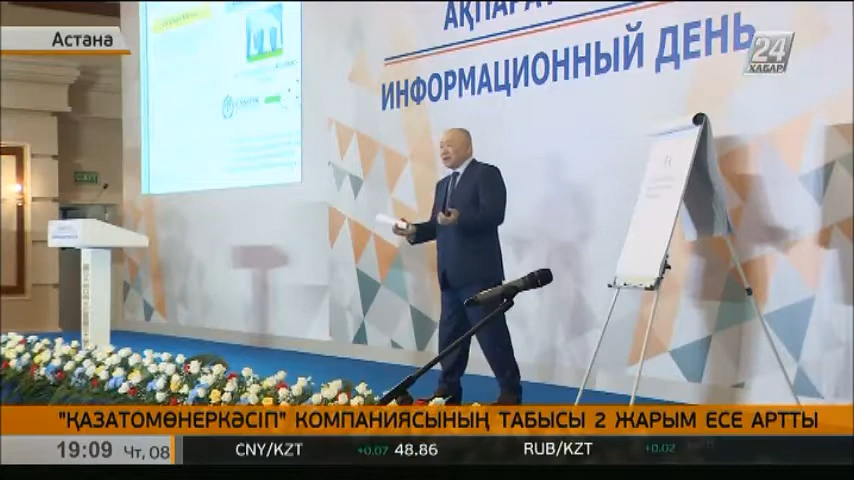 Астана
АҚПАРАТ
ИНФОРМАЦИОННЫЙ ДЕНЬ
24
ХАБАР
"ҚАЗАТОМӨНЕРКӘСІП" КОМПАНИЯСЫНЫҢ ТАБЫСЫ 2 ЖАРЫМ ЕСЕ АРТТЫ
19:09 Чт, 08 CNY/KZT +0.07 48.86 RUB/KZT +0.02